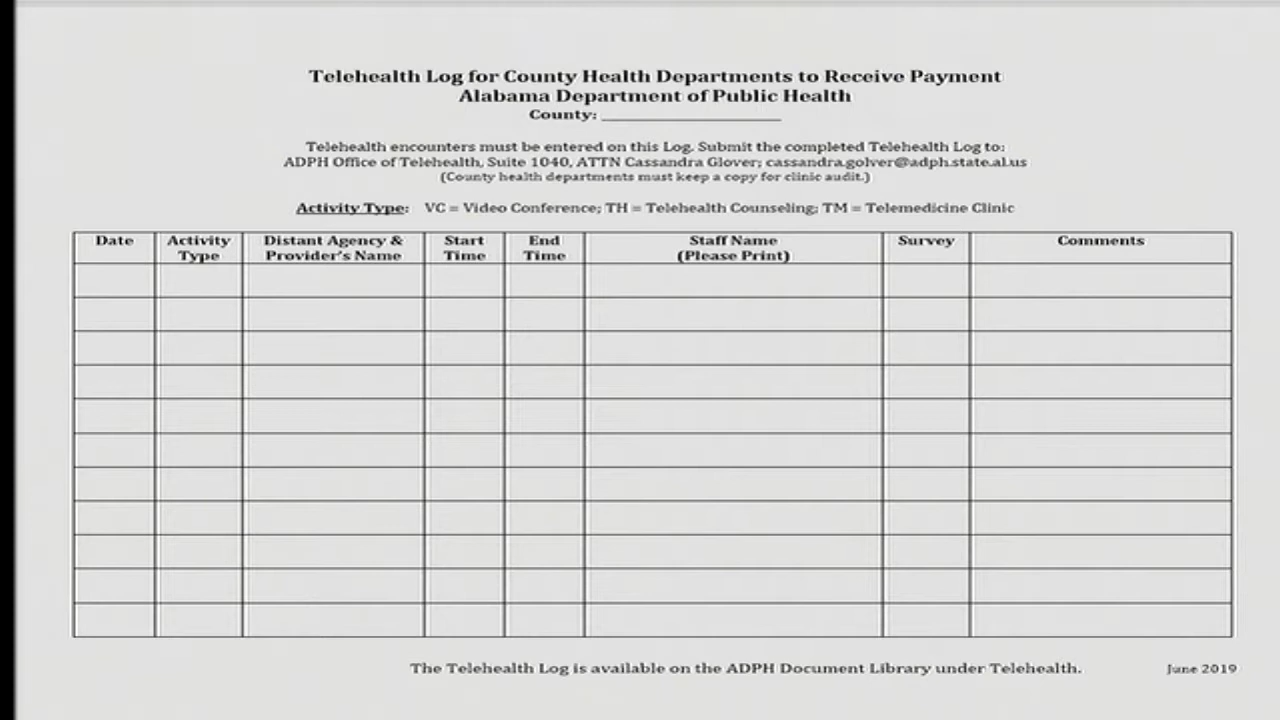 Telehealth Log for County Health Departments to Receive Payment
Alabama Department of Public Health
County: ____________________
Telehealth encounters must be entered on this Log. Submit the completed Telehealth Log to:
ADPH Office of Telehealth, Suite 1040, ATTN Cassandra Glover; cassandra.golver@adph.state.al.us
(County health departments must keep a copy for clinic audit.)
Activity Type: VC = Video Conference; TH = Telehealth Counseling; TM = Telemedicine Clinic
Date Activity Type Distant Agency & Provider's Name Start Time End Time Staff Name (Please Print) Survey Comments
The Telehealth Log is available on the ADPH Document Library under Telehealth. June 2019